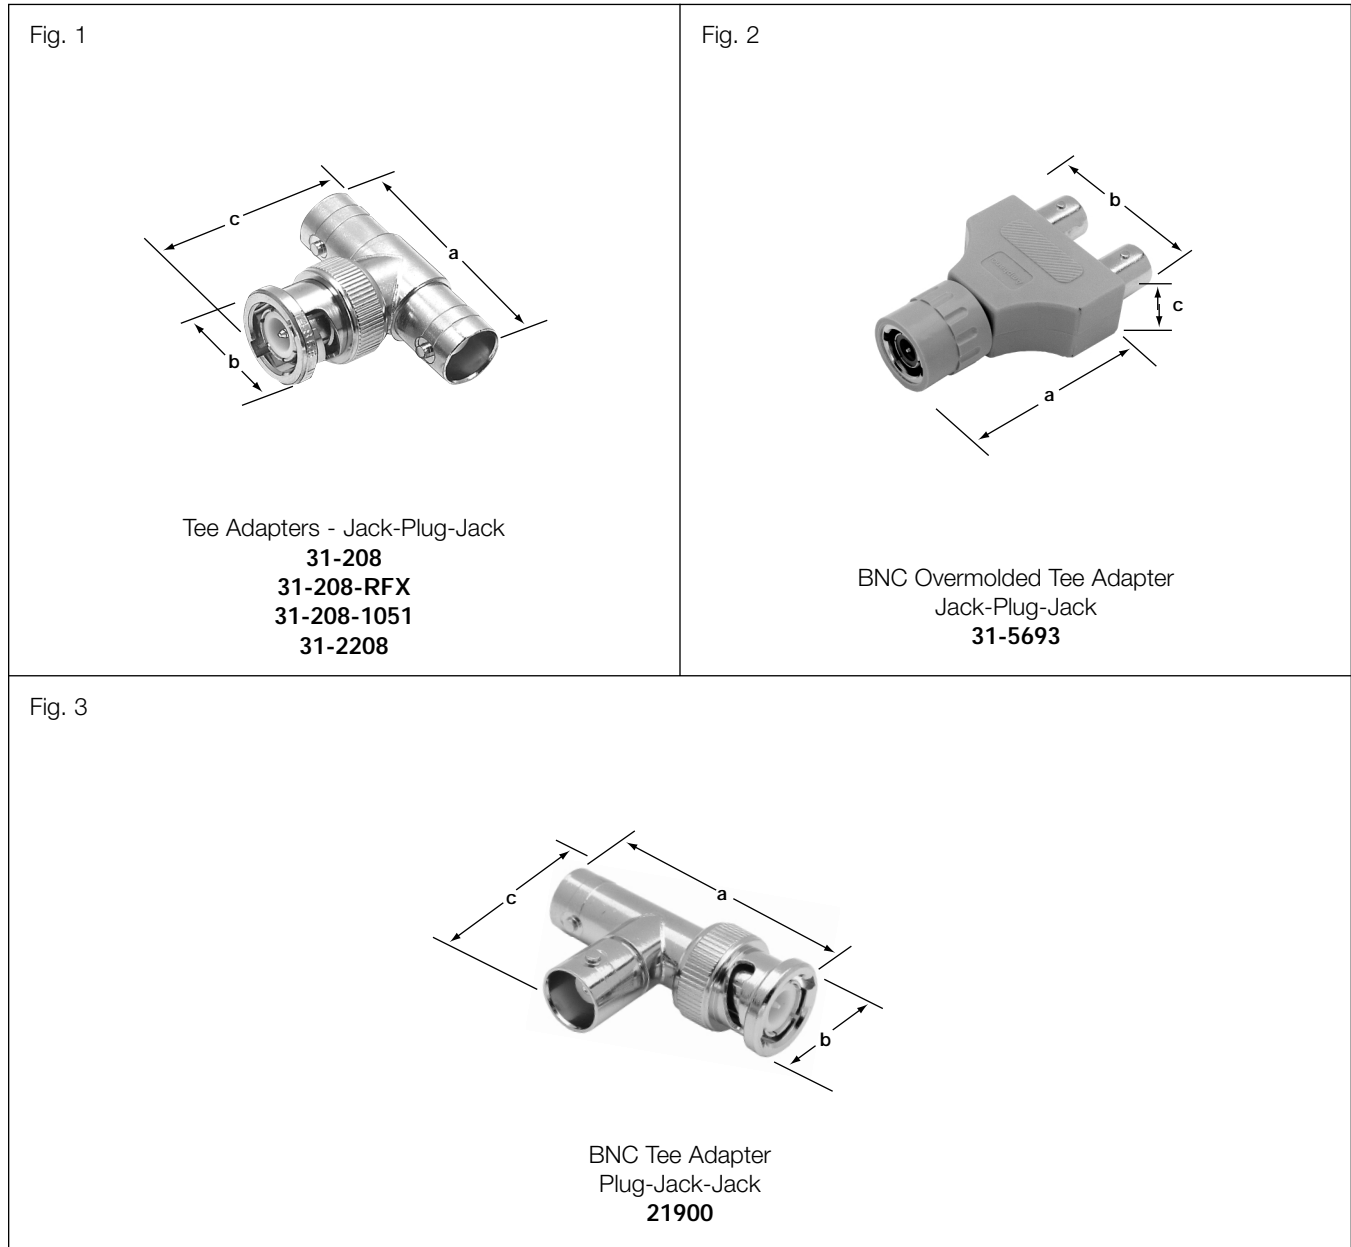 Fig. 1
c
a
b
Tee Adapters - Jack-Plug-Jack
31-208
31-208-RFX
31-208-1051
31-2208
Fig. 2
b
c
a
BNC Overmolded Tee Adapter
Jack-Plug-Jack
31-5693
Fig. 3
a
c
b
BNC Tee Adapter
Plug-Jack-Jack
21900